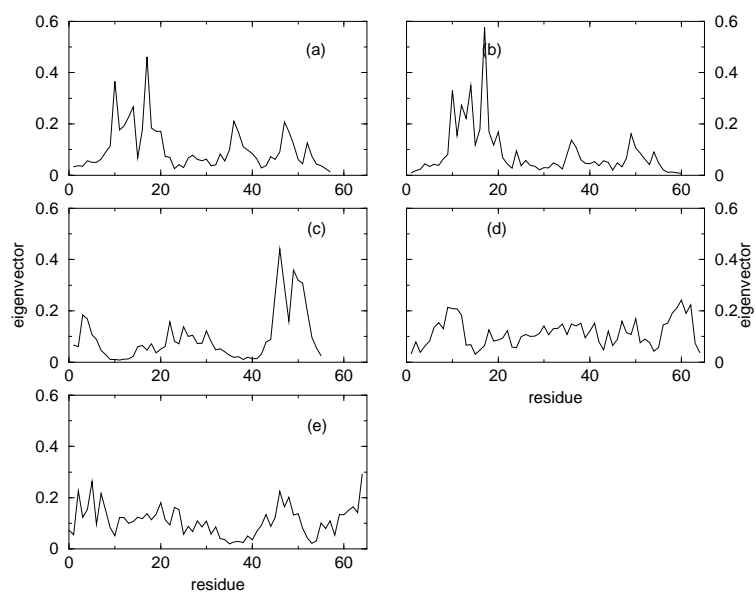 0.6 (a) (b) 0.6
0.4 0.4
0.2 0.2
0 0
0 20 40 60 0 20 40 60
0.6 (c) (d) 0.6
0.4 0.4
eigenvector eigenvector
0.2 0.2
0 0
0 20 40 60 0 20 40 60
residue
0.6 (e)
0.4
0.2
0
0 20 40 60
residue